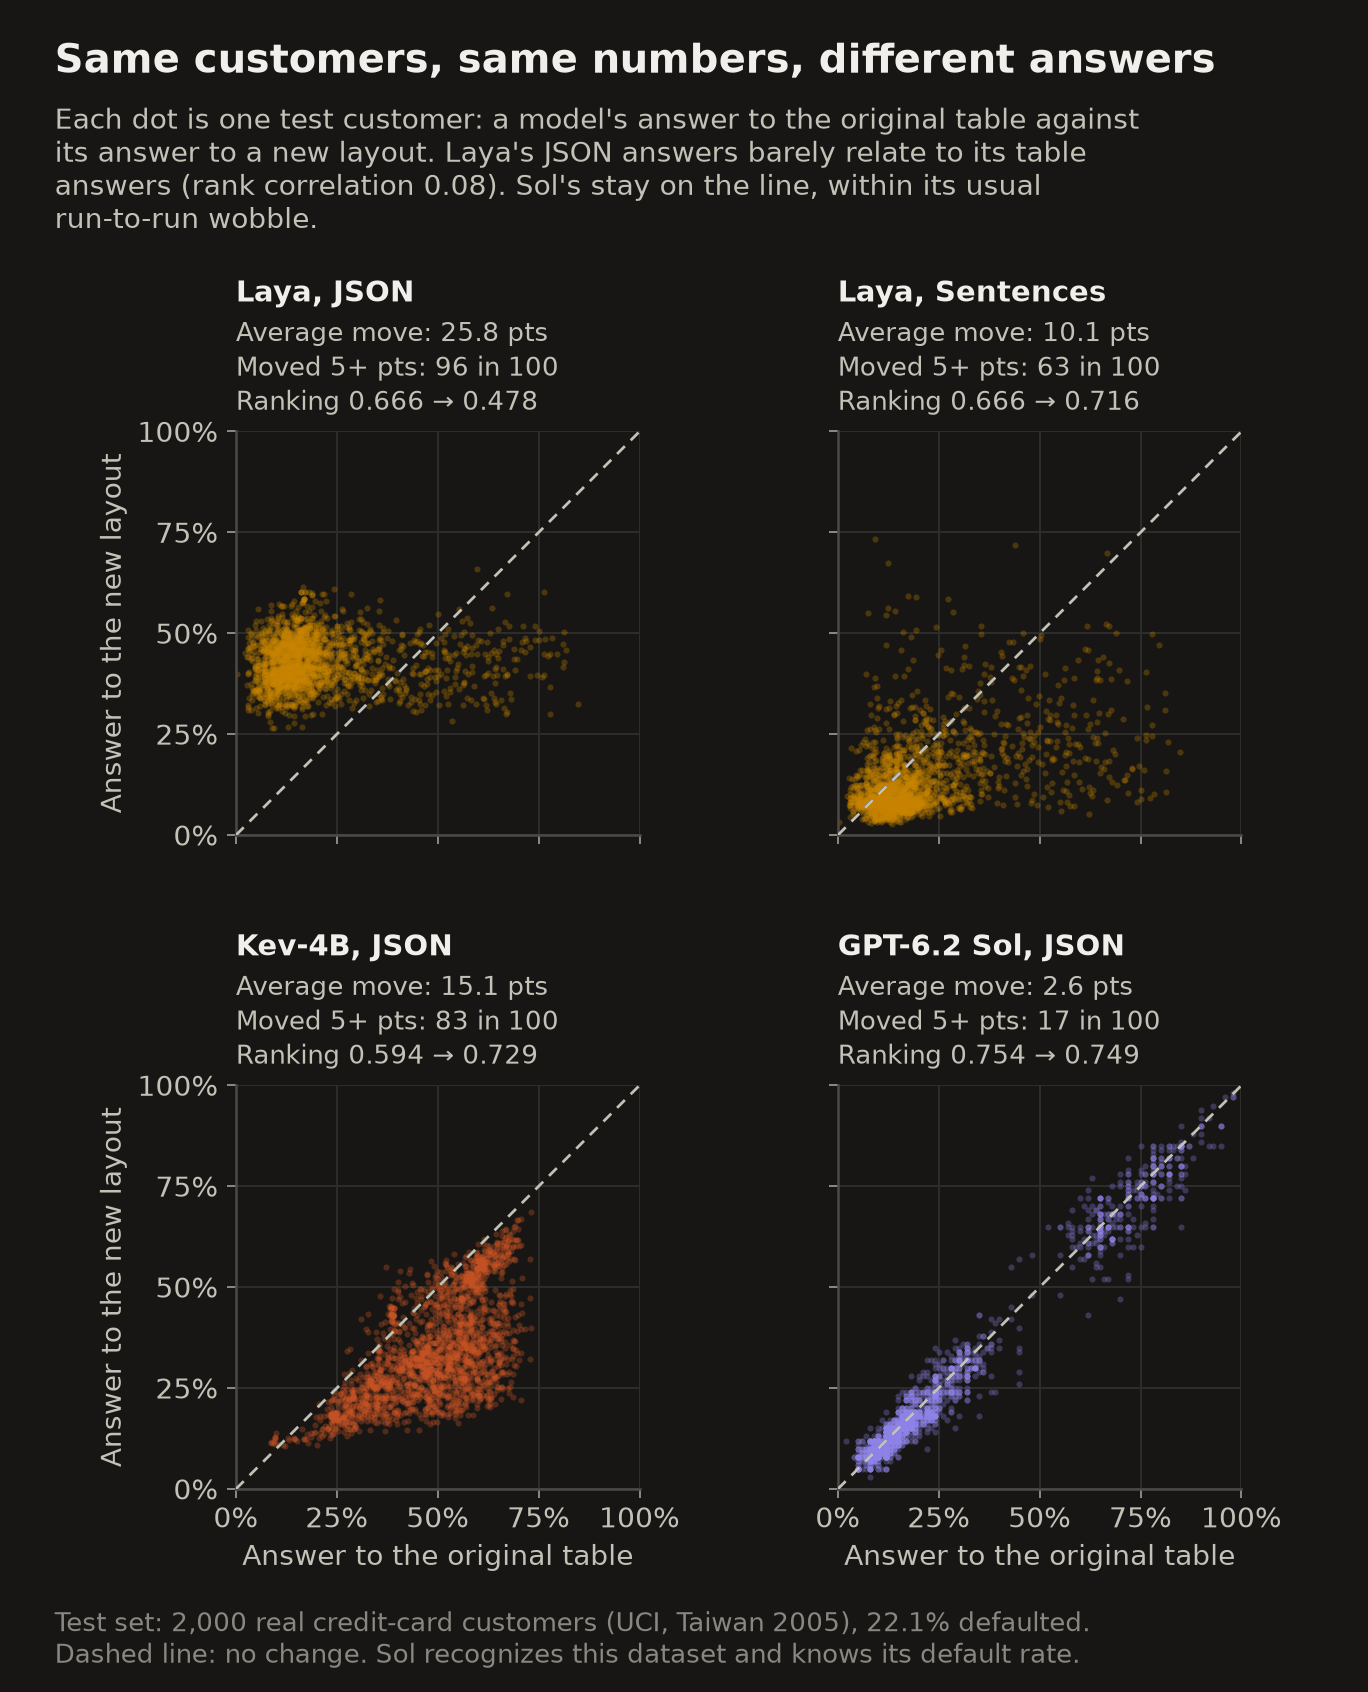 Same customers, same numbers, different answers
Each dot is one test customer: a model's answer to the original table against
its answer to a new layout. Laya's JSON answers barely relate to its table
answers (rank correlation 0.08). Sol's stay on the line, within its usual
run-to-run wobble.
Laya, JSON
Average move: 25.8 pts
Moved 5+ pts: 96 in 100
Ranking 0.666 → 0.478
Answer to the new layout
100%
75%
50%
25%
0%
Laya, Sentences
Average move: 10.1 pts
Moved 5+ pts: 63 in 100
Ranking 0.666 → 0.716
Kev-4B, JSON
Average move: 15.1 pts
Moved 5+ pts: 83 in 100
Ranking 0.594 → 0.729
Answer to the new layout
100%
75%
50%
25%
0%
0% 25% 50% 75% 100%
Answer to the original table
GPT-6.2 Sol, JSON
Average move: 2.6 pts
Moved 5+ pts: 17 in 100
Ranking 0.754 → 0.749
0% 25% 50% 75% 100%
Answer to the original table
Test set: 2,000 real credit-card customers (UCI, Taiwan 2005), 22.1% defaulted.
Dashed line: no change. Sol recognizes this dataset and knows its default rate.